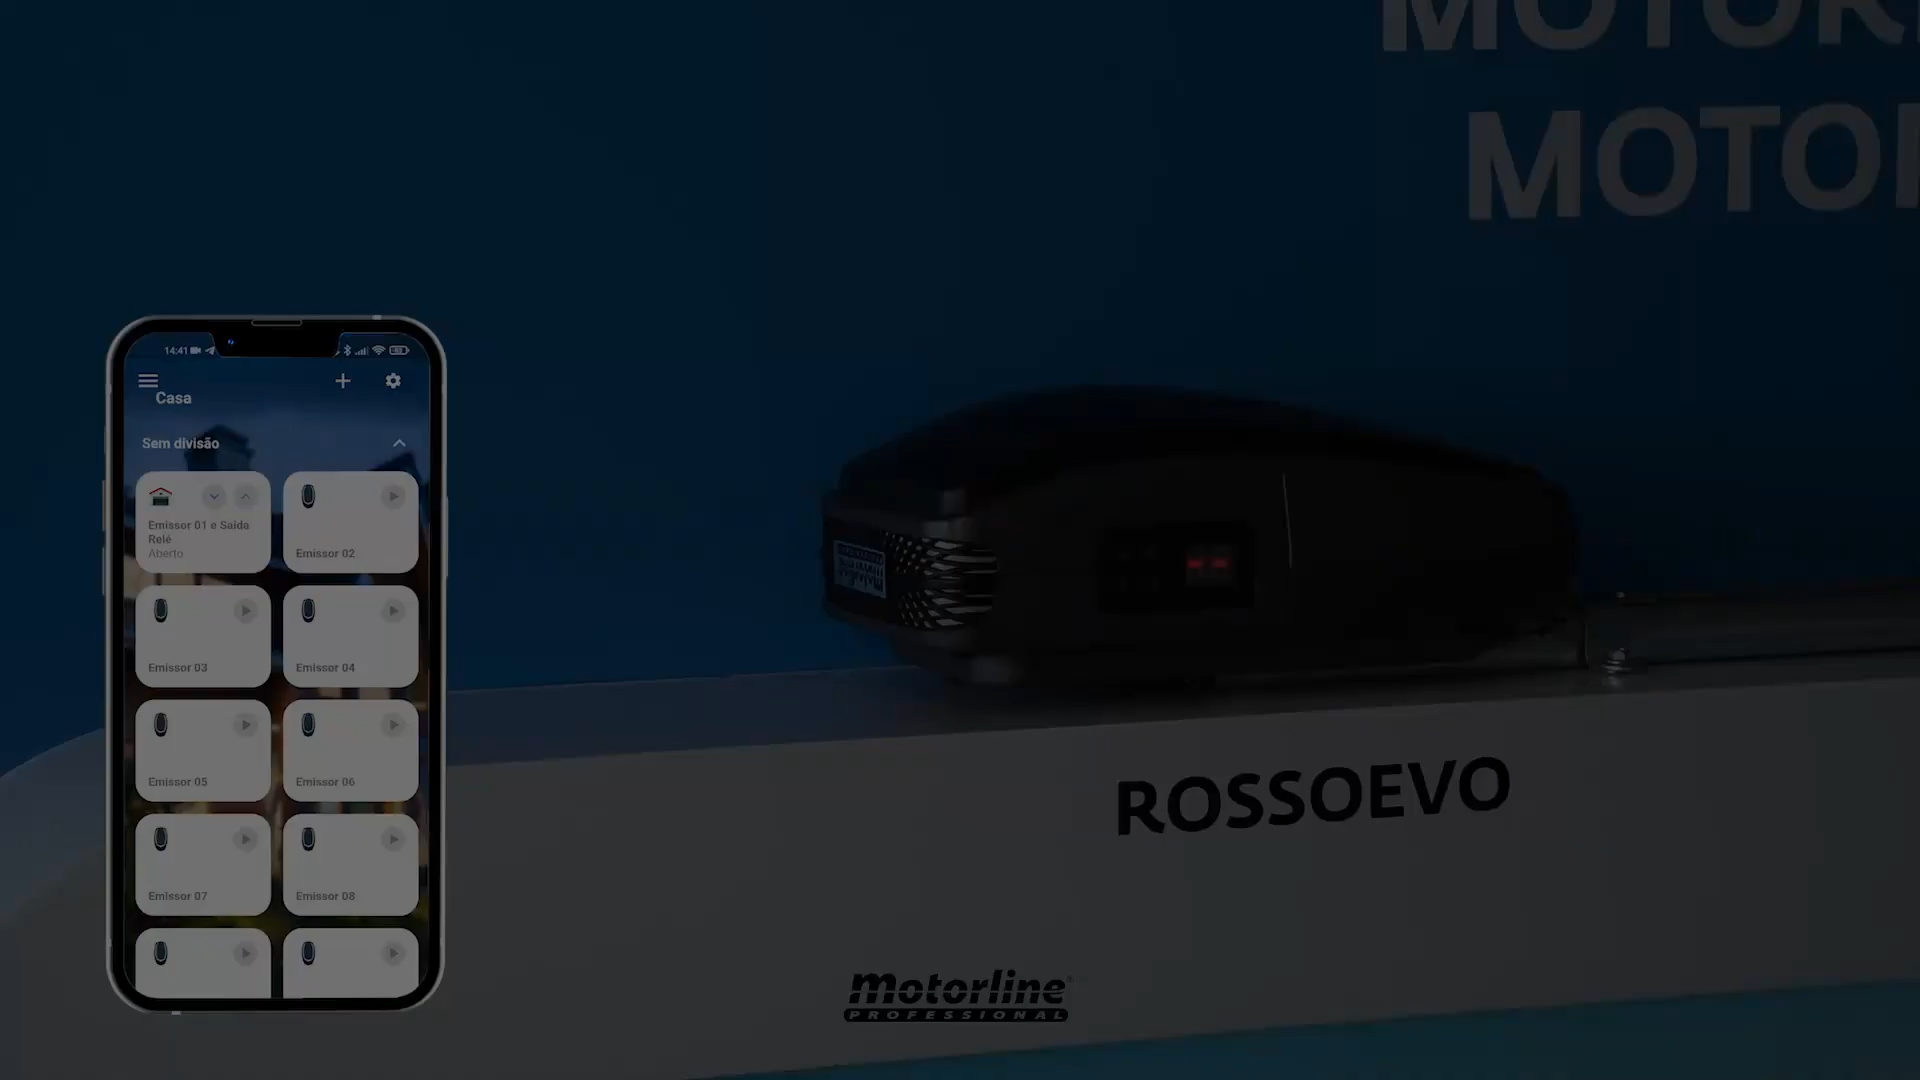 MOTOR
MOTOR
14:41
Casa
Sem divisão
Emissor 01 e Saída
Relé
Aberto
Emissor 02
Emissor 03
Emissor 04
Emissor 05
Emissor 06
Emissor 07
Emissor 08
ROSSOEVO
motorline
PROFESSIONAL